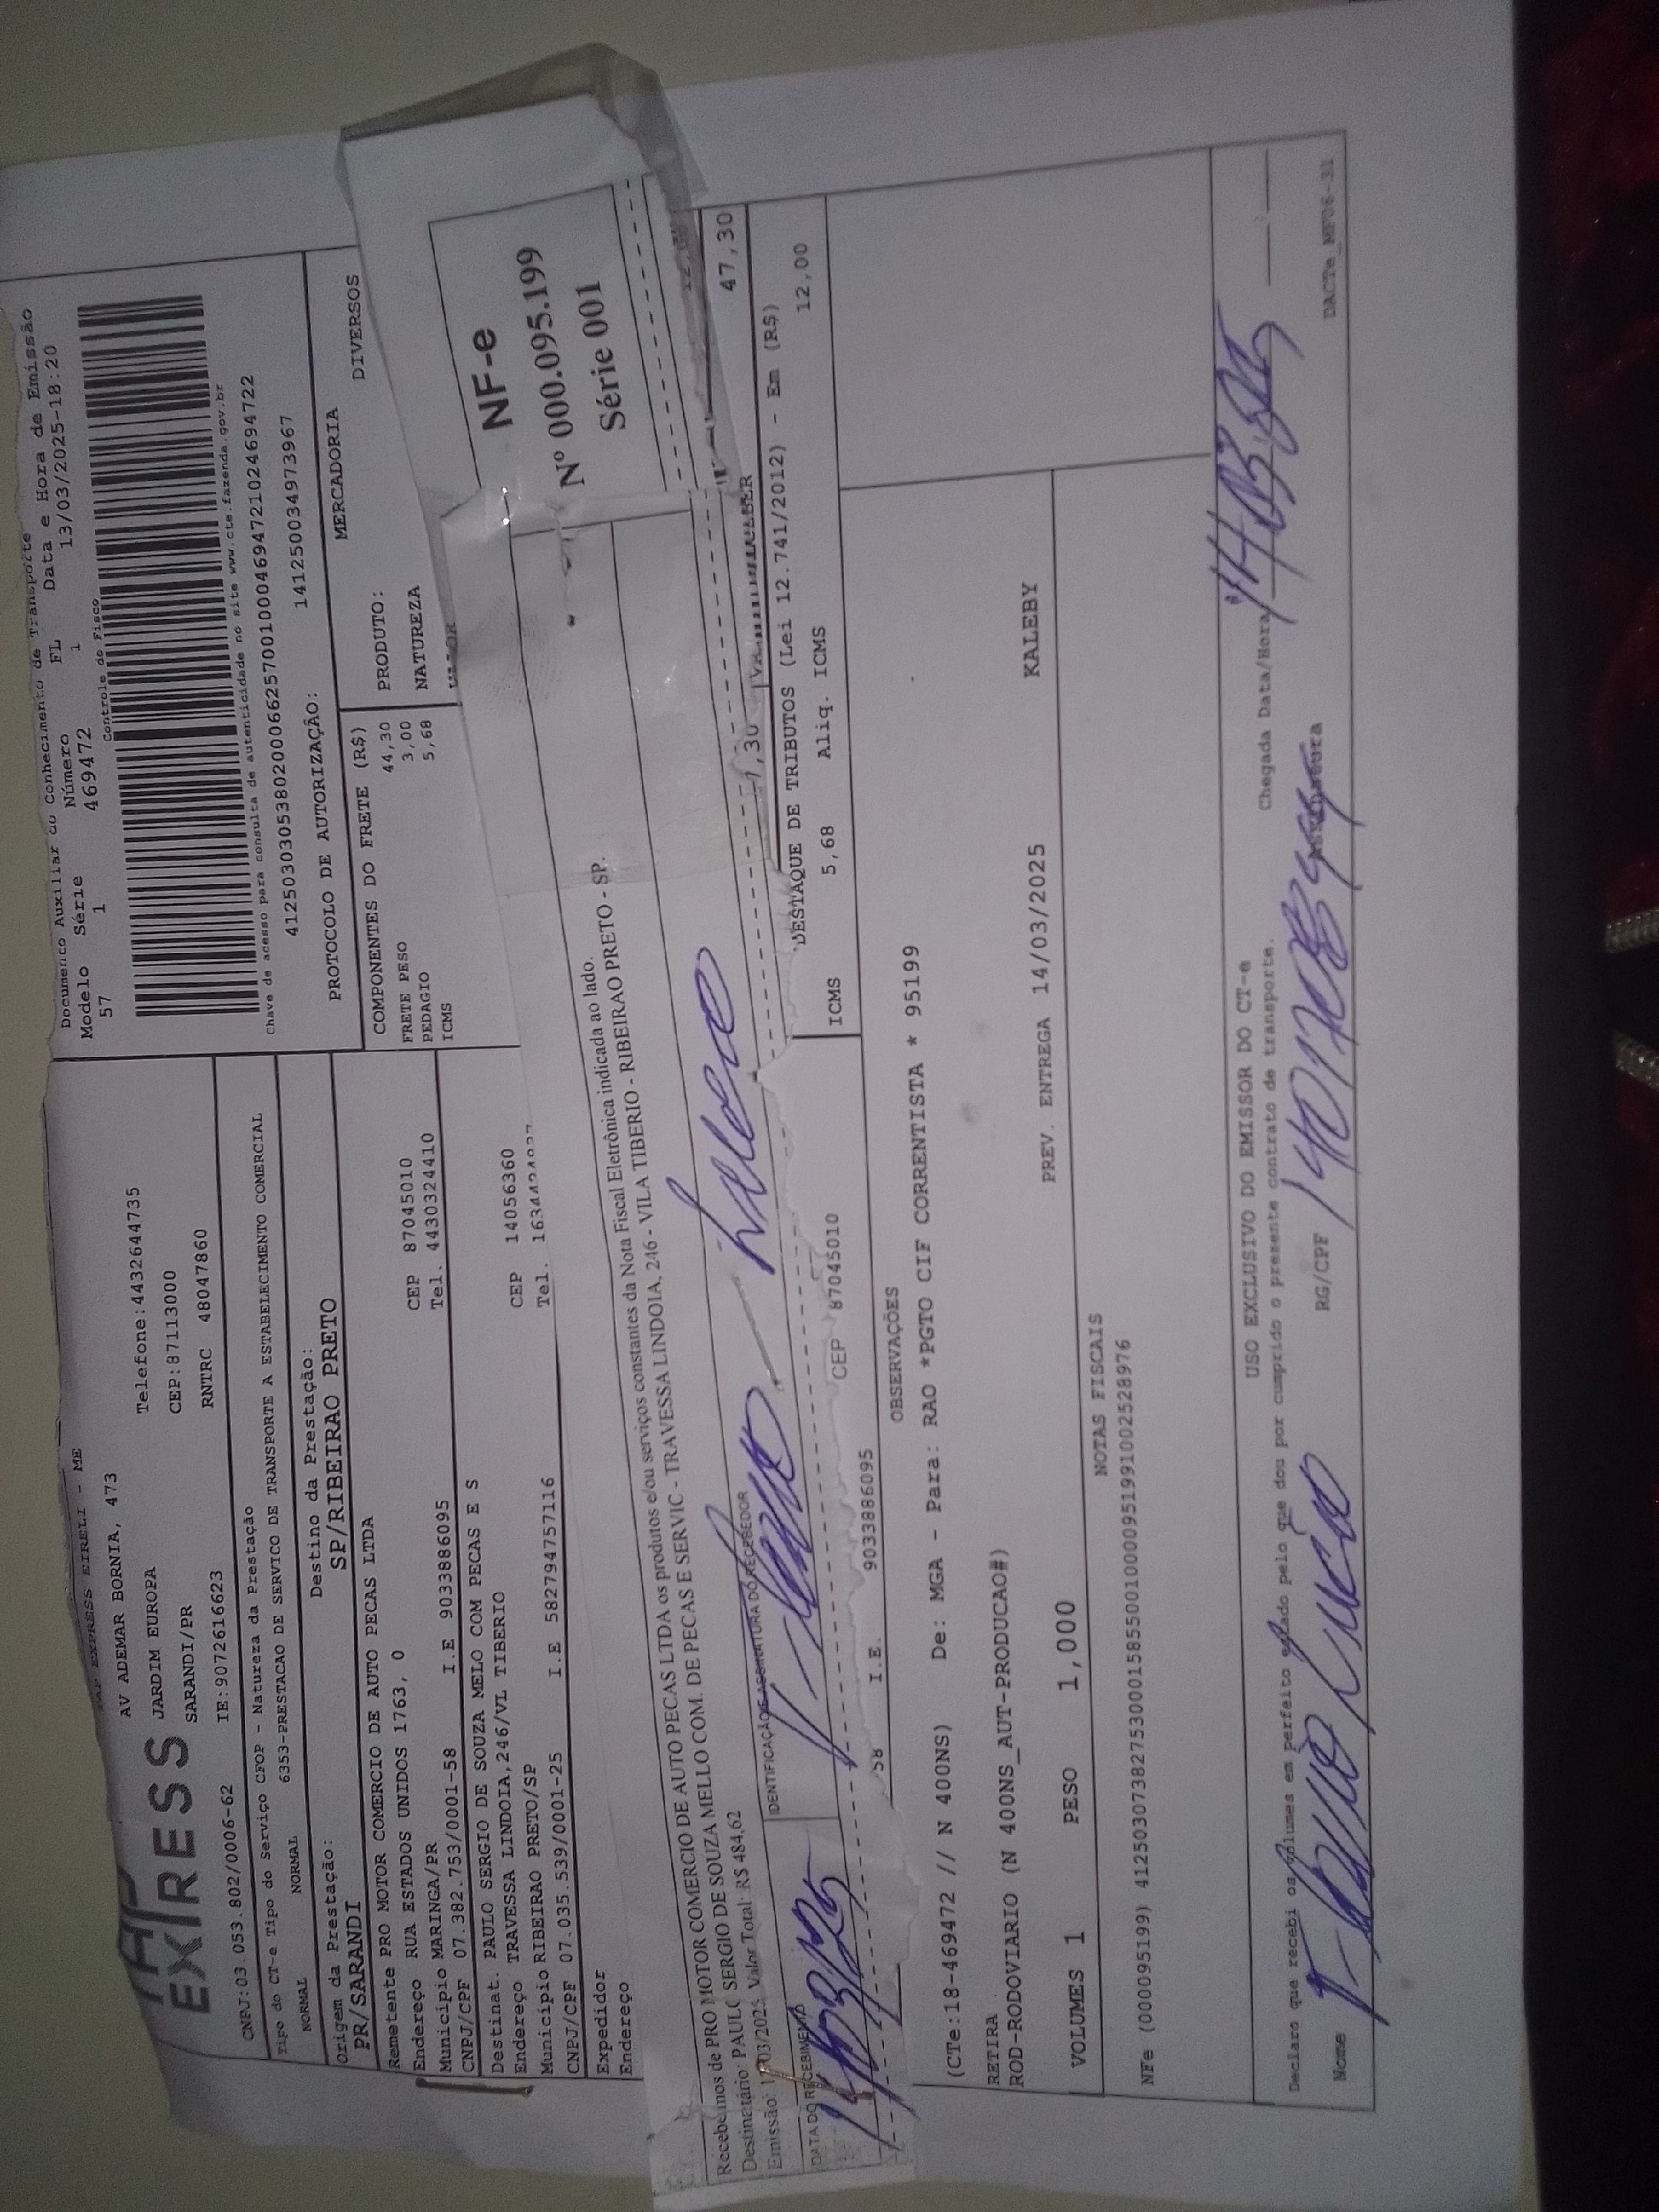 EXPRESS
EXPRESS EIRELI - ME
AV ADEMAR BORNIA, 473
JARDIM EUROPA
SARANDI/PR
IE:9072616623
Telefone:4432644735
CEP:87113000
RNTRC 48047860
CNPJ:03.053.802/0006-62
Documento Auxiliar do Conhecimento de Transporte
Modelo Série Número FL Data e Hora de Emissão
57 1 469472 1 13/03/2025-18:20
Controle do Fisco
Chave de acesso para consulta de autenticidade no site www.cte.fazenda.gov.br
41250303053802000662570010004694721024694722
PROTOCOLO DE AUTORIZAÇÃO: 141250034973967
Tipo do CT-e Tipo do Serviço CFOP - Natureza da Prestação
NORMAL NORMAL 6353-PRESTACAO DE SERVICO DE TRANSPORTE A ESTABELECIMENTO COMERCIAL
Origem da Prestação: Destino da Prestação:
PR/SARANDI SP/RIBEIRAO PRETO
Remetente PRO MOTOR COMERCIO DE AUTO PECAS LTDA
Endereço RUA ESTADOS UNIDOS 1763, 0 CEP 87045010
Município MARINGA/PR Tel. 4430324410
CNPJ/CPF 07.382.753/0001-58 I.E 9033886095
Destinat. PAULO SERGIO DE SOUZA MELO COM PECAS E S
Endereço TRAVESSA LINDOIA,246/VL TIBERIO CEP 14056360
Município RIBEIRAO PRETO/SP Tel.
CNPJ/CPF 07.035.539/0001-25 I.E 582794757116
Expedidor
Endereço
COMPONENTES DO FRETE (R$)
FRETE PESO 44,30
PEDAGIO 3,00
ICMS 5,68
MERCADORIA
PRODUTO: DIVERSOS
NATUREZA
NF-e
Nº 000.095.199
Série 001
Recebemos de PRO MOTOR COMERCIO DE AUTO PECAS LTDA os produtos e/ou serviços constantes da Nota Fiscal Eletrônica indicada ao lado.
Destinatário: PAULO SERGIO DE SOUZA MELLO COM. DE PECAS E SERVIC - TRAVESSA LINDOIA, 246 - VILA TIBERIO - RIBEIRAO PRETO - SP.
Emissão: Valor Total: R$ 484,62
DATA DO RECEBIMENTO IDENTIFICAÇÃO E ASSINATURA DO RECEBEDOR
47,30
58 I.E. 9033886095 CEP 87045010
DESTAQUE DE TRIBUTOS (Lei 12.741/2012) - Em (R$)
ICMS 5,68 Aliq. ICMS 12,00
OBSERVAÇÕES
(CTe:18-469472 // N 400NS) De: MGA - Para: RAO *PGTO CIF CORRENTISTA * 95199
RETIRA
ROD-RODOVIARIO (N 400NS_AUT-PRODUCAO#) PREV. ENTREGA 14/03/2025 KALEBY
VOLUMES 1 PESO 1,000
NOTAS FISCAIS
NFe (000095199) 41250307382753000158550010000951991002528976
USO EXCLUSIVO DO EMISSOR DO CT-e
Declaro que recebi os volumes em perfeito estado pelo que dou por cumprido o presente contrato de transporte.
Chegada Data/Hora
Nome RG/CPF Assinatura
DACTe_MF06-31